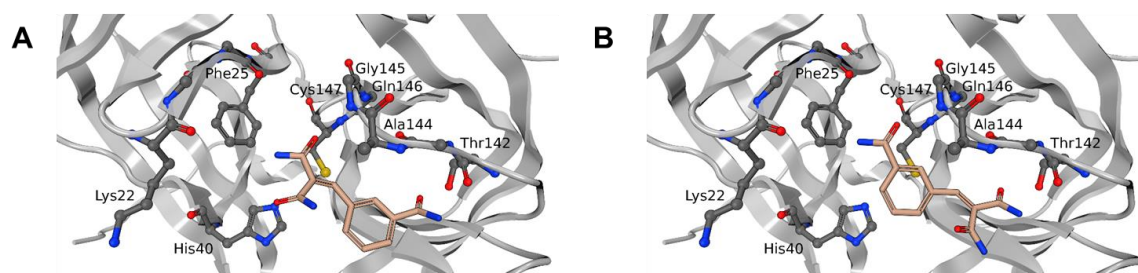 A
Phe25
Cys147
Gly145
Gln146
Ala144
Thr142
Lys22
His40
B
Phe25
Cys147
Gly145
Gln146
Ala144
Thr142
Lys22
His40